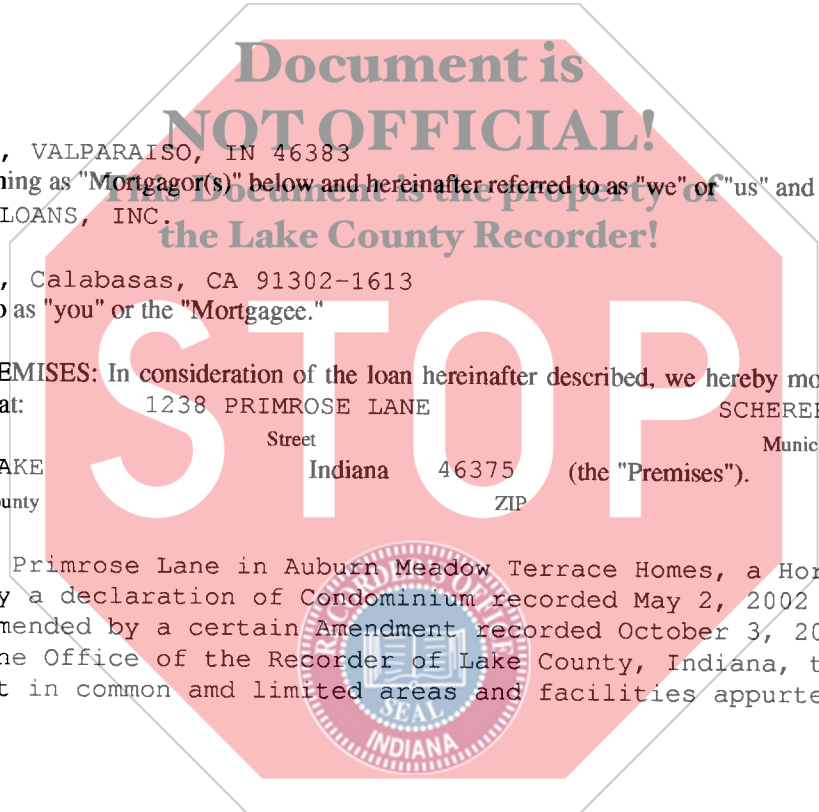 Document is
NOT OFFICIAL!
, VALPARAISO, IN 46383
ning as "Mortgagor(s)" below and hereinafter referred to as "we" or "us" and
This Document is the property of
LOANS, INC.
the Lake County Recorder!
, Calabasas, CA 91302-1613
o as "you" or the "Mortgagee."
EMISES: In consideration of the loan hereinafter described, we hereby mo
at: 1238 PRIMROSE LANE SCHERER
Street Munic
AKE Indiana 46375 (the "Premises").
ounty ZIP
STOP
Primrose Lane in Auburn Meadow Terrace Homes, a Hor
y a declaration of Condominium recorded May 2, 2002
mended by a certain Amendment recorded October 3, 20
he Office of the Recorder of Lake County, Indiana, t
t in common amd limited areas and facilities appurte
RECORDER'S OFFICE
SEAL
INDIANA